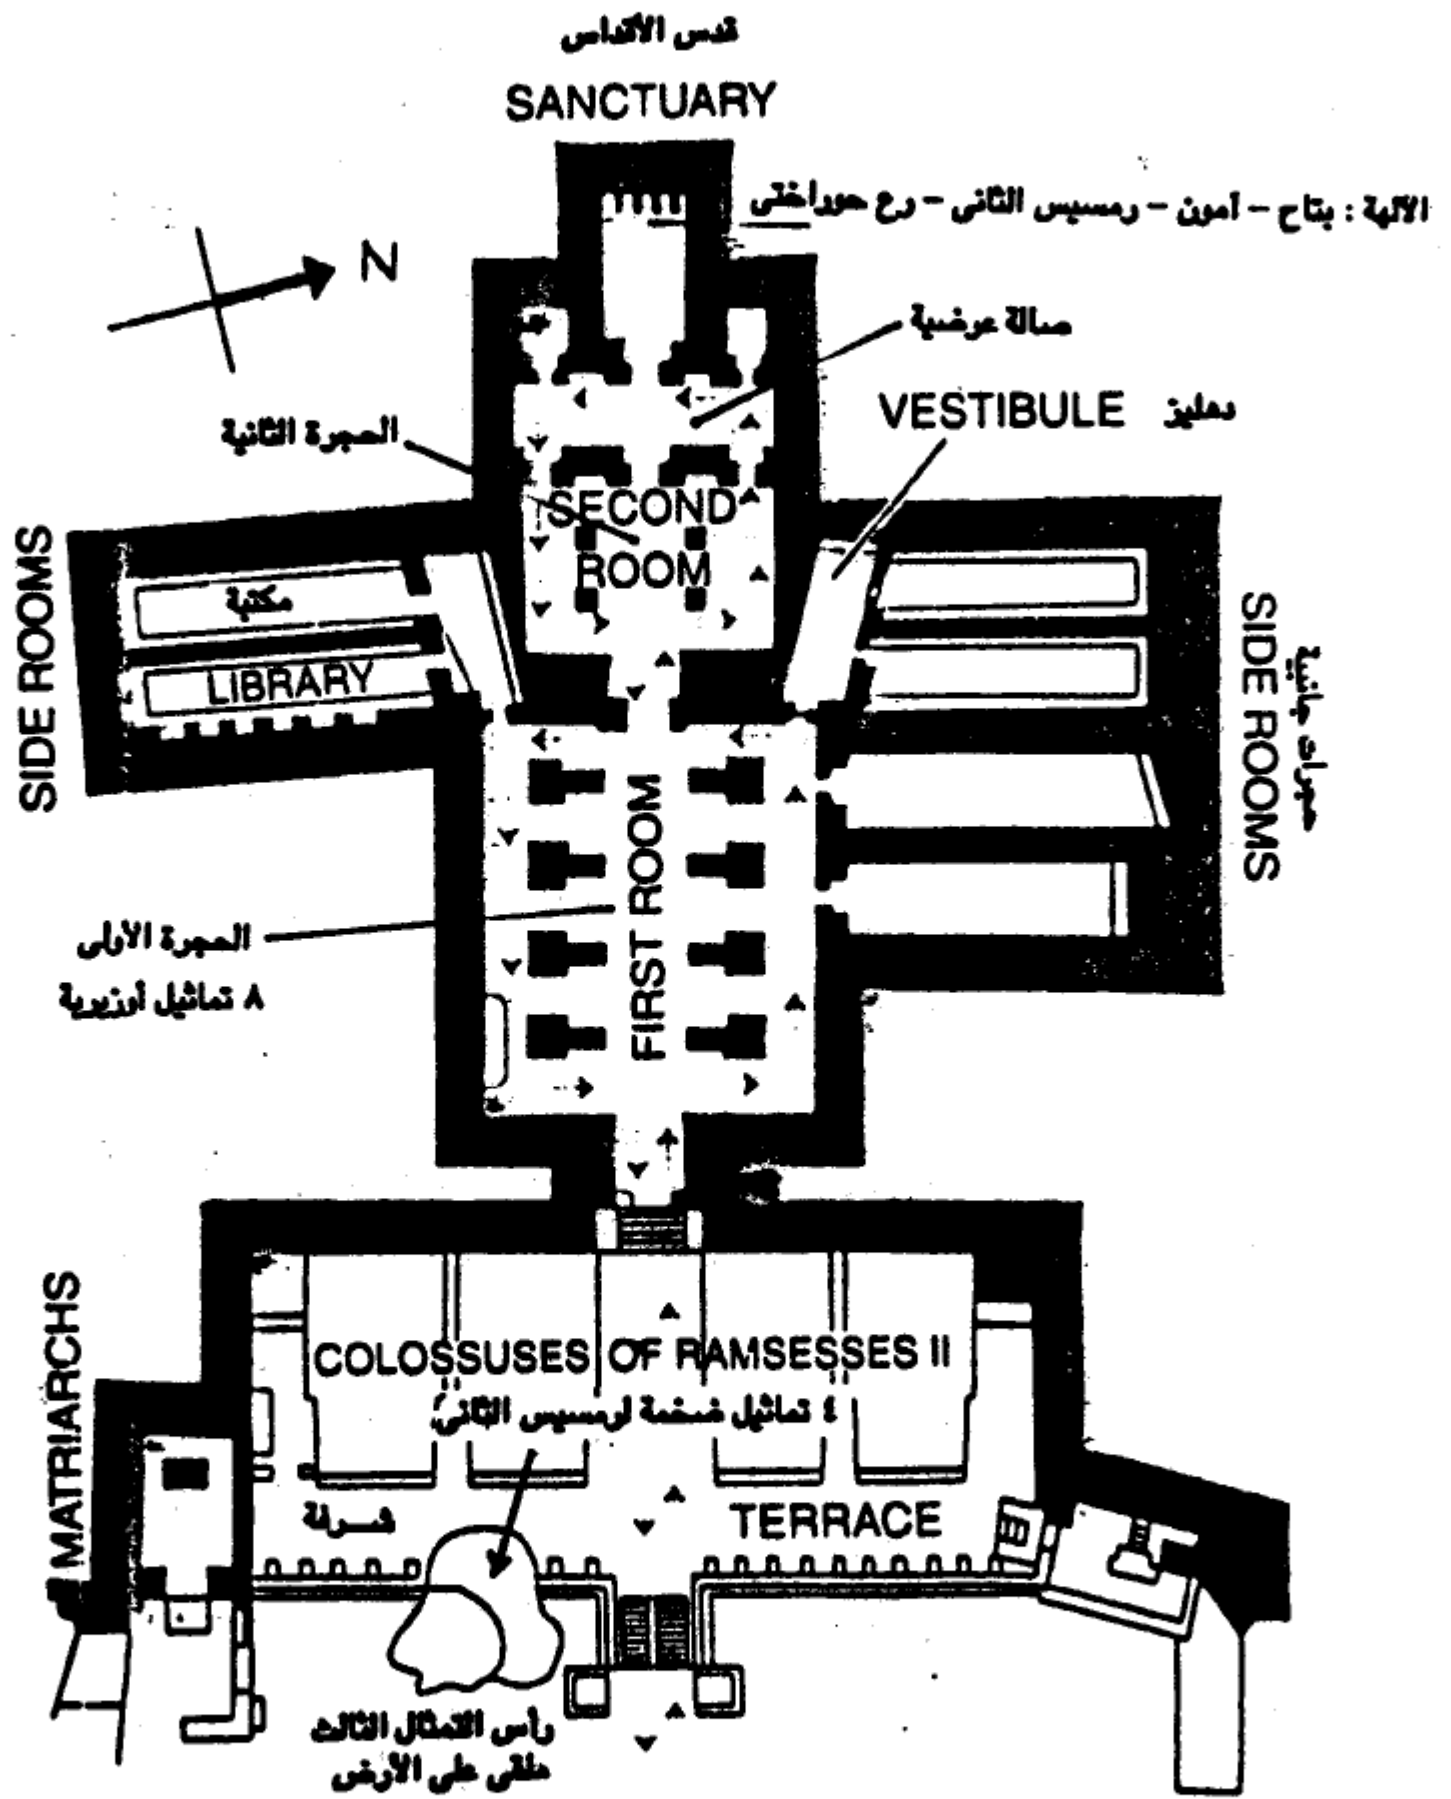 قدس الأقداس
SANCTUARY
الآلهة : بتاح – آمون – رمسيس الثانى – رع حوراختى
N
صالة عرضية
VESTIBULE دهليز
الحجرة الثانية
SECOND
ROOM
SIDE ROOMS
مكتبة
LIBRARY
SIDE ROOMS
حجرات جانبية
FIRST ROOM
الحجرة الأولى
٨ تماثيل أوزيرية
MATRIARCHS
COLOSSUSES OF RAMSESSES II
٤ تماثيل ضخمة لرمسيس الثانى
شرفة
TERRACE
رأس التمثال الثالث
ملقى على الأرض